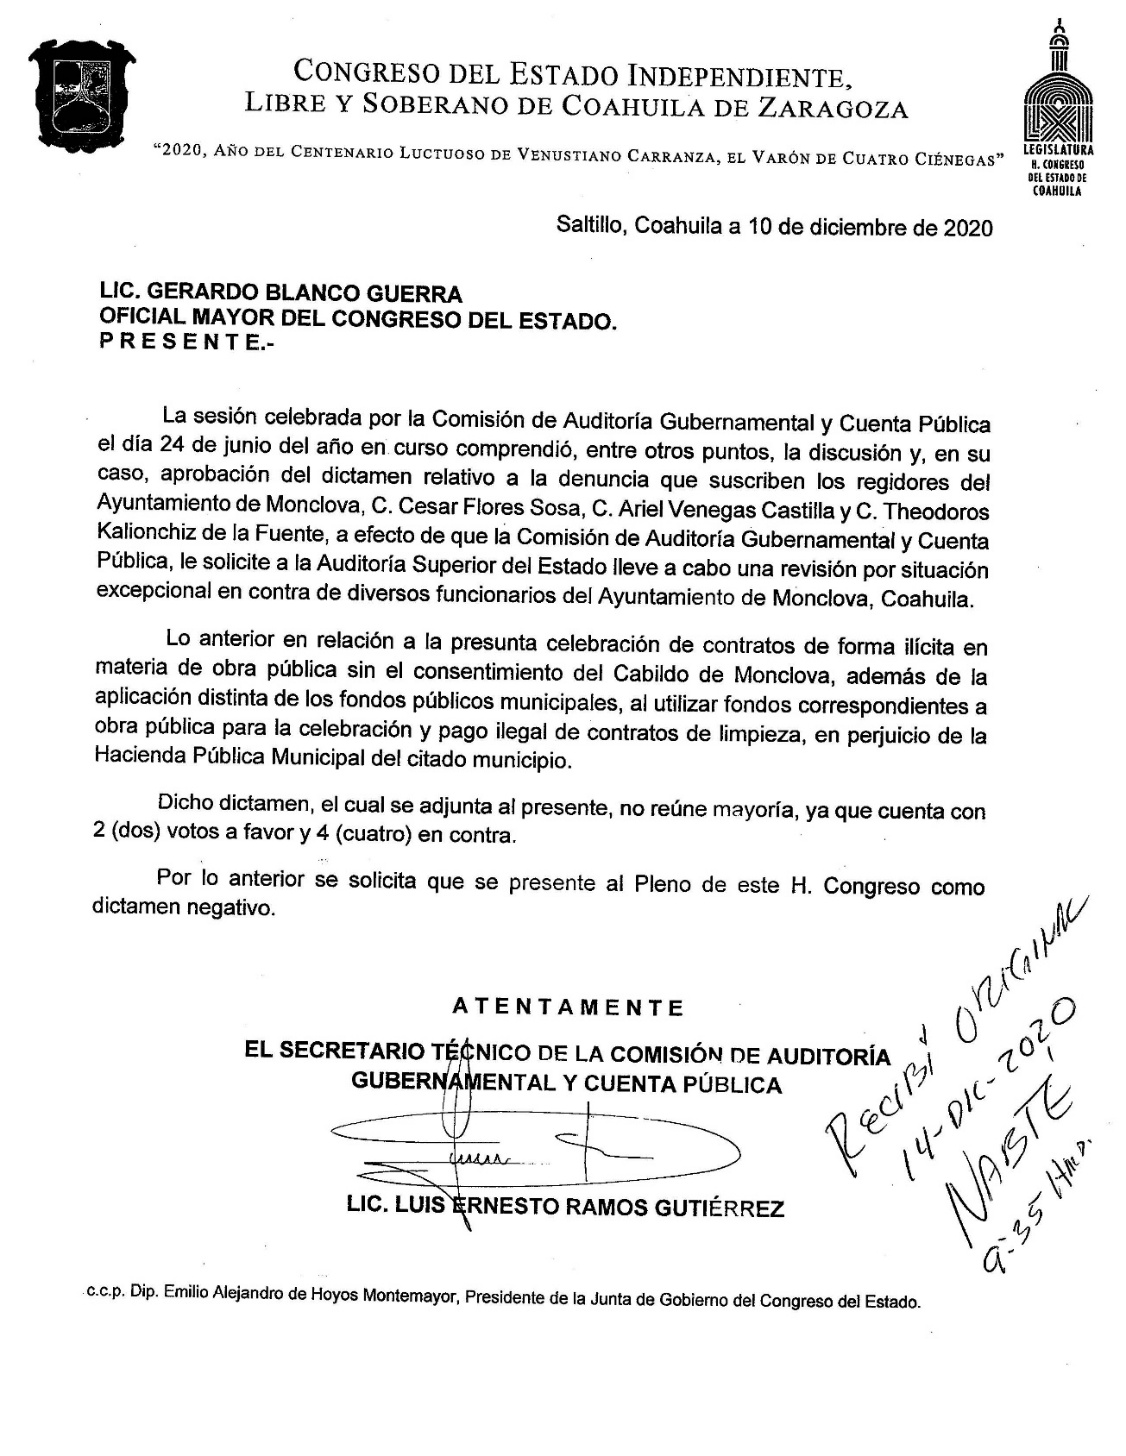 CONGRESO DEL ESTADO INDEPENDIENTE,
LIBRE Y SOBERANO DE COAHUILA DE ZARAGOZA
“2020, AÑO DEL CENTENARIO LUCTUOSO DE VENUSTIANO CARRANZA, EL VARÓN DE CUATRO CIÉNEGAS”
LEGISLATURA
H. CONGRESO
DEL ESTADO DE
COAHUILA
Saltillo, Coahuila a 10 de diciembre de 2020
LIC. GERARDO BLANCO GUERRA
OFICIAL MAYOR DEL CONGRESO DEL ESTADO.
P R E S E N T E.-
La sesión celebrada por la Comisión de Auditoría Gubernamental y Cuenta Pública
el día 24 de junio del año en curso comprendió, entre otros puntos, la discusión y, en su
caso, aprobación del dictamen relativo a la denuncia que suscriben los regidores del
Ayuntamiento de Monclova, C. Cesar Flores Sosa, C. Ariel Venegas Castilla y C. Theodoros
Kalionchiz de la Fuente, a efecto de que la Comisión de Auditoría Gubernamental y Cuenta
Pública, le solicite a la Auditoría Superior del Estado lleve a cabo una revisión por situación
excepcional en contra de diversos funcionarios del Ayuntamiento de Monclova, Coahuila.
Lo anterior en relación a la presunta celebración de contratos de forma ilícita en
materia de obra pública sin el consentimiento del Cabildo de Monclova, además de la
aplicación distinta de los fondos públicos municipales, al utilizar fondos correspondientes a
obra pública para la celebración y pago ilegal de contratos de limpieza, en perjuicio de la
Hacienda Pública Municipal del citado municipio.
Dicho dictamen, el cual se adjunta al presente, no reúne mayoría, ya que cuenta con
2 (dos) votos a favor y 4 (cuatro) en contra.
Por lo anterior se solicita que se presente al Pleno de este H. Congreso como
dictamen negativo.
A T E N T A M E N T E
EL SECRETARIO TÉCNICO DE LA COMISIÓN DE AUDITORÍA
GUBERNAMENTAL Y CUENTA PÚBLICA
LIC. LUIS ERNESTO RAMOS GUTIÉRREZ
RECIBÍ ORIGINAL
14-DIC-2020
9:35
c.c.p. Dip. Emilio Alejandro de Hoyos Montemayor, Presidente de la Junta de Gobierno del Congreso del Estado.